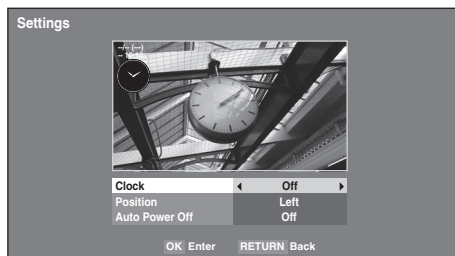 Settings
--/-- (---)
Clock Off
Position Left
Auto Power Off Off
OK Enter RETURN Back